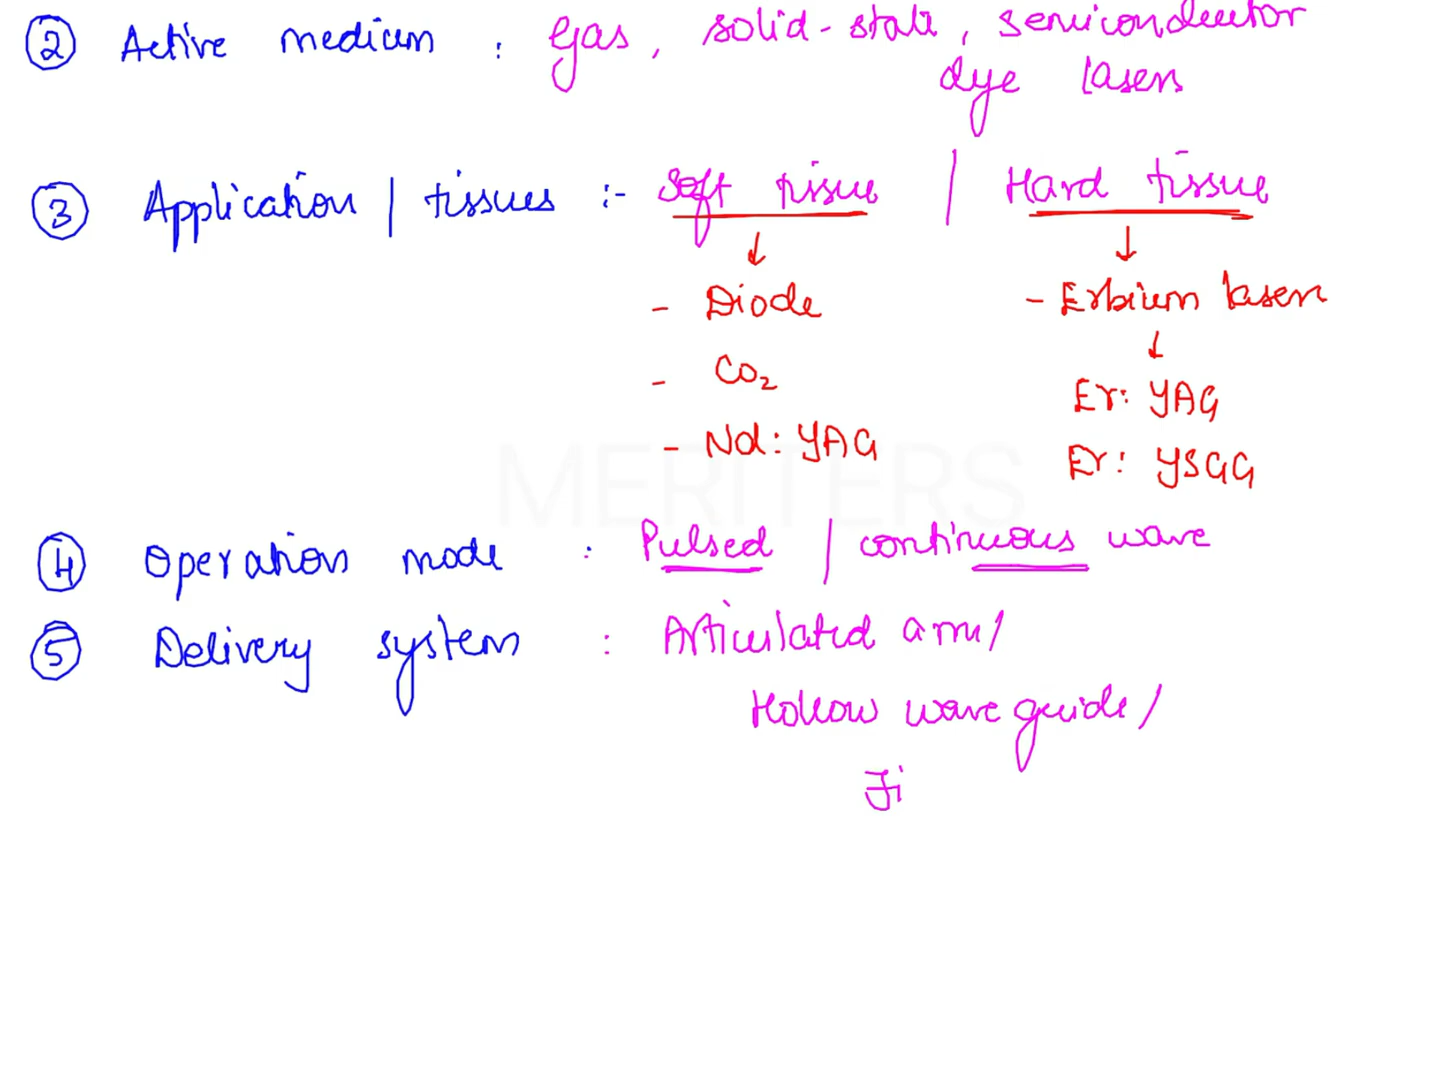 ② Active medium : Gas, solid-state, semiconductor
dye lasers
③ Application / tissues :- Soft tissue / Hard tissue
↓ ↓
- Diode - Erbium lasers
- CO₂ ↓
Er: YAG
- Nd: YAG
Er: YSGG
MERITERS
④ Operation mode : Pulsed / continuous wave
⑤ Delivery system : Articulated arm /
Hollow wave guide /
Fi